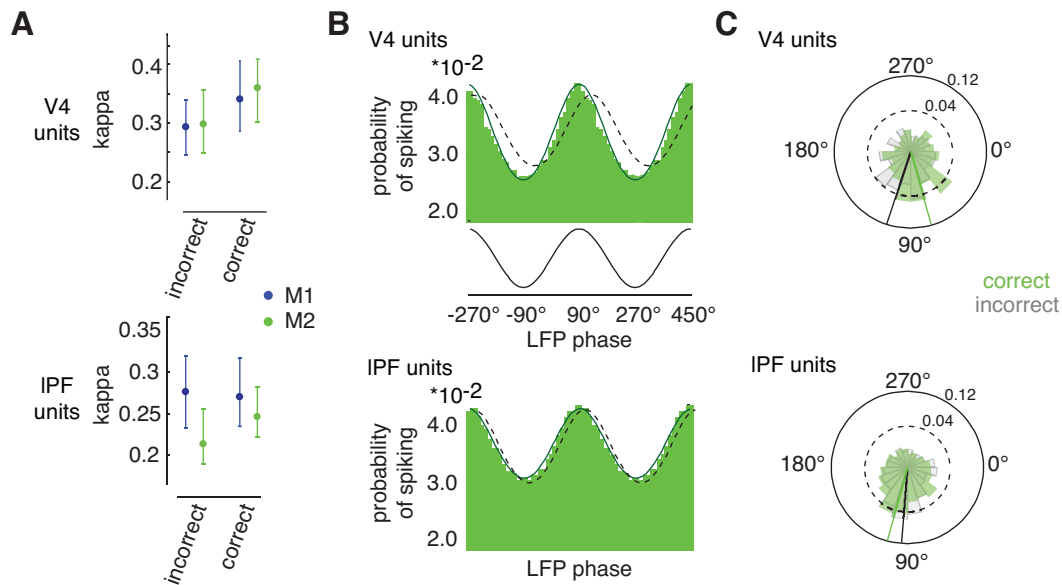 A
V4
units
kappa
0.4
0.3
0.2
incorrect
correct
M1
M2
lPF
units
kappa
0.35
0.25
0.2
incorrect
correct
B
V4 units
*10-2
probability
of spiking
4.0
3.0
2.0
-270° -90° 90° 270° 450°
LFP phase
lPF units
*10-2
probability
of spiking
4.0
3.0
2.0
LFP phase
C
V4 units
270°
0.12
0.04
180°
0°
90°
correct
incorrect
lPF units
270°
0.12
0.04
180°
0°
90°